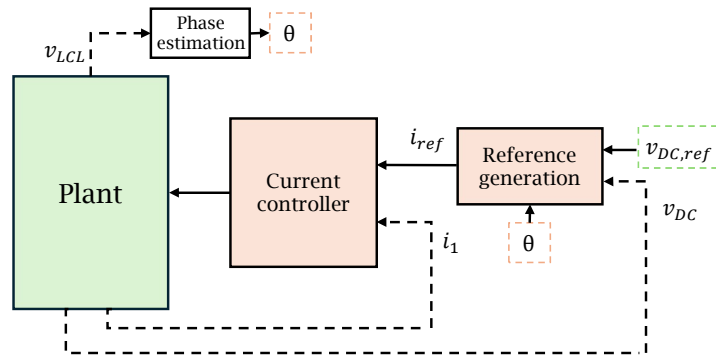 Phase
estimation
θ
v_LCL
Plant
Current
controller
i_ref
Reference
generation
v_DC,ref
v_DC
θ
i_1